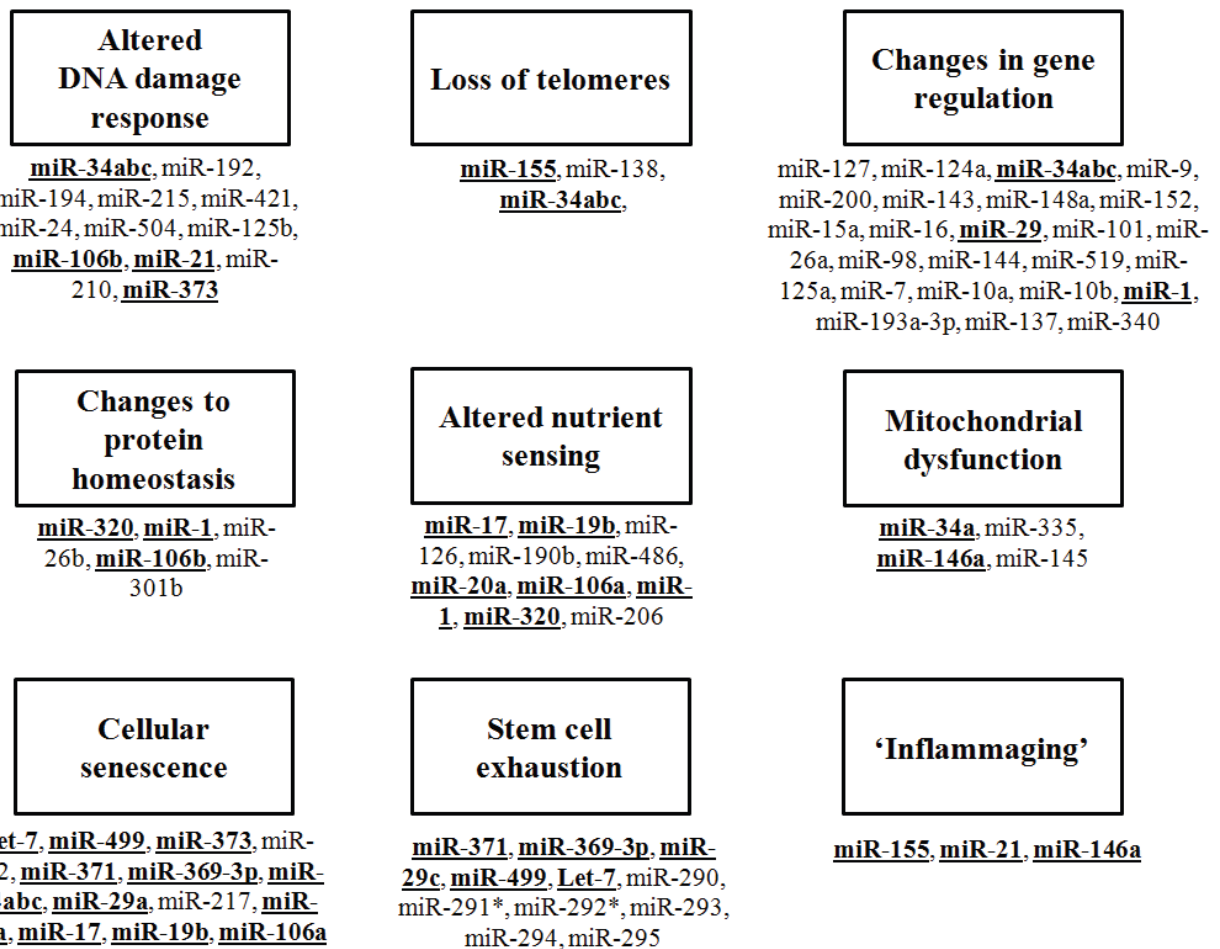 Altered
DNA damage
response
miR-34abc, miR-192,
miR-194, miR-215, miR-421,
miR-24, miR-504, miR-125b,
miR-106b, miR-21, miR-
210, miR-373
Loss of telomeres
miR-155, miR-138,
miR-34abc,
Changes in gene
regulation
miR-127, miR-124a, miR-34abc, miR-9,
miR-200, miR-143, miR-148a, miR-152,
miR-15a, miR-16, miR-29, miR-101, miR-
26a, miR-98, miR-144, miR-519, miR-
125a, miR-7, miR-10a, miR-10b, miR-1,
miR-193a-3p, miR-137, miR-340
Changes to
protein
homeostasis
miR-320, miR-1, miR-
26b, miR-106b, miR-
301b
Altered nutrient
sensing
miR-17, miR-19b, miR-
126, miR-190b, miR-486,
miR-20a, miR-106a, miR-
1, miR-320, miR-206
Mitochondrial
dysfunction
miR-34a, miR-335,
miR-146a, miR-145
Cellular
senescence
et-7, miR-499, miR-373, miR-
2, miR-371, miR-369-3p, miR-
abc, miR-29a, miR-217, miR-
a, miR-17, miR-19b, miR-106a
Stem cell
exhaustion
miR-371, miR-369-3p, miR-
29c, miR-499, Let-7, miR-290,
miR-291*, miR-292*, miR-293,
miR-294, miR-295
‘Inflammaging’
miR-155, miR-21, miR-146a